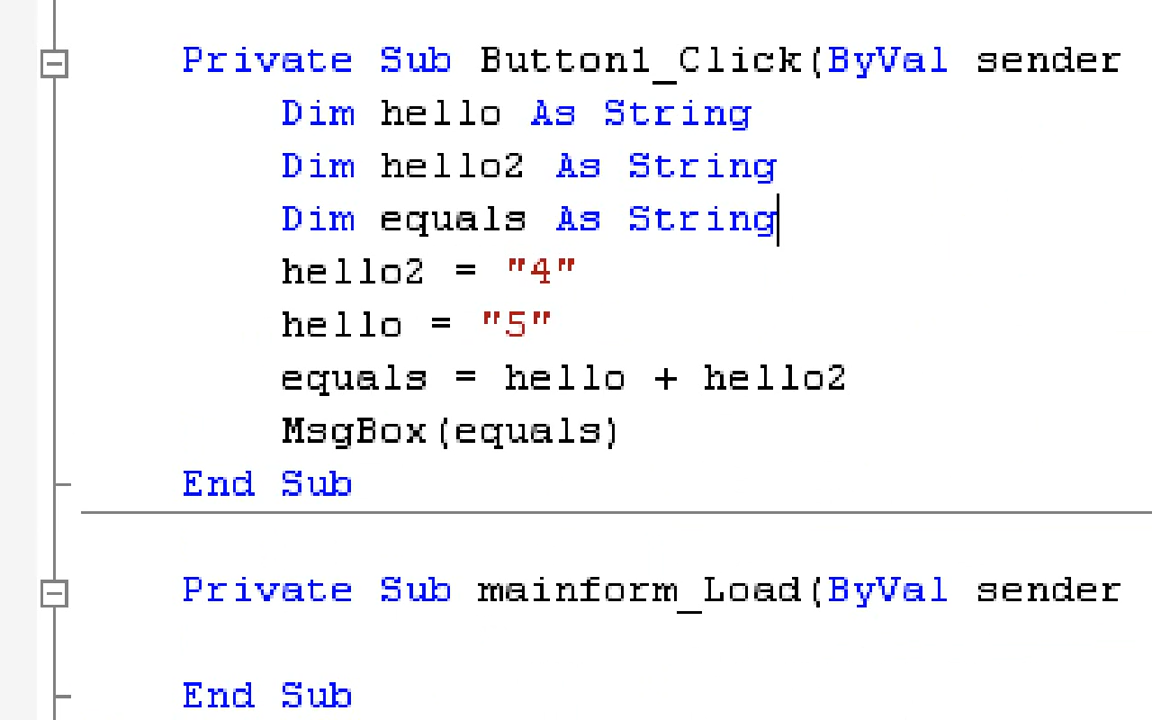 Private Sub Button1_Click(ByVal sender
Dim hello As String
Dim hello2 As String
Dim equals As String
hello2 = "4"
hello = "5"
equals = hello + hello2
MsgBox(equals)
End Sub
Private Sub mainform_Load(ByVal sender
End Sub